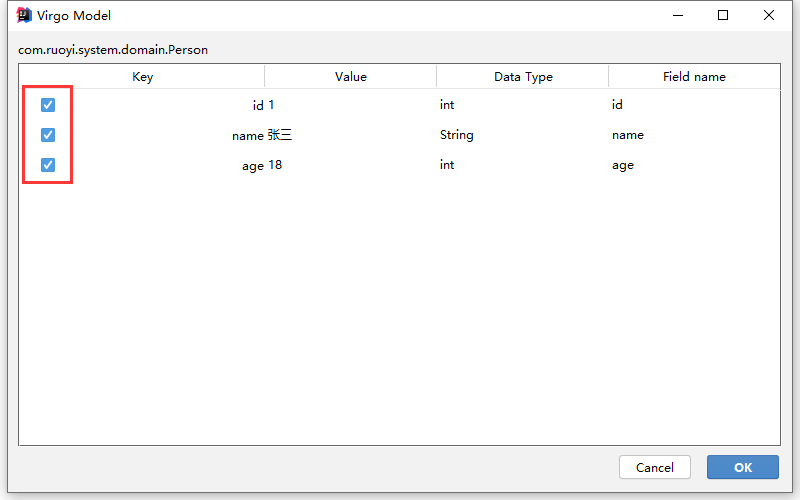 Virgo Model
com.ruoyi.system.domain.Person
Key Value Data Type Field name
id 1 int id
name 张三 String name
age 18 int age
Cancel OK